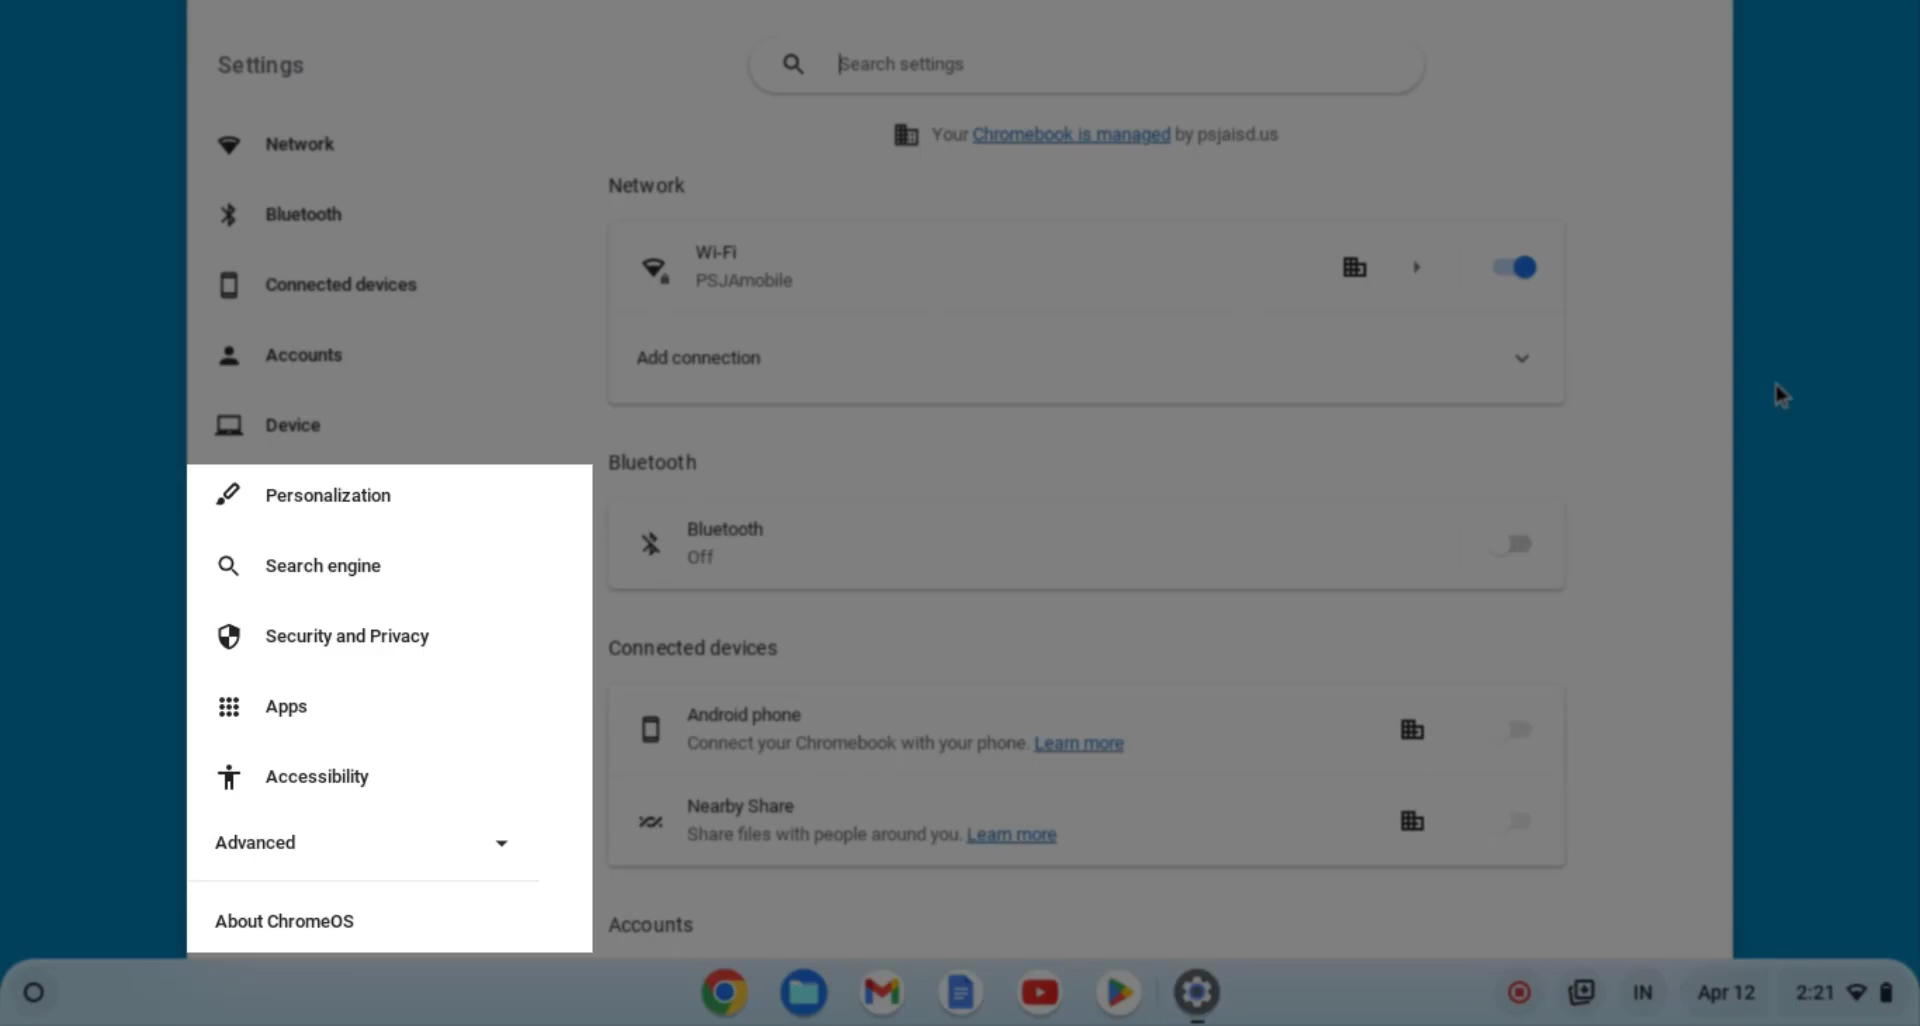 Settings
Search settings
Your Chromebook is managed by psjaisd.us
Network
Bluetooth
Connected devices
Accounts
Device
Personalization
Search engine
Security and Privacy
Apps
Accessibility
Advanced
About ChromeOS
Network
Wi-Fi
PSJAmobile
Add connection
Bluetooth
Bluetooth
Off
Connected devices
Android phone
Connect your Chromebook with your phone. Learn more
Nearby Share
Share files with people around you. Learn more
Accounts
IN
Apr 12
2:21